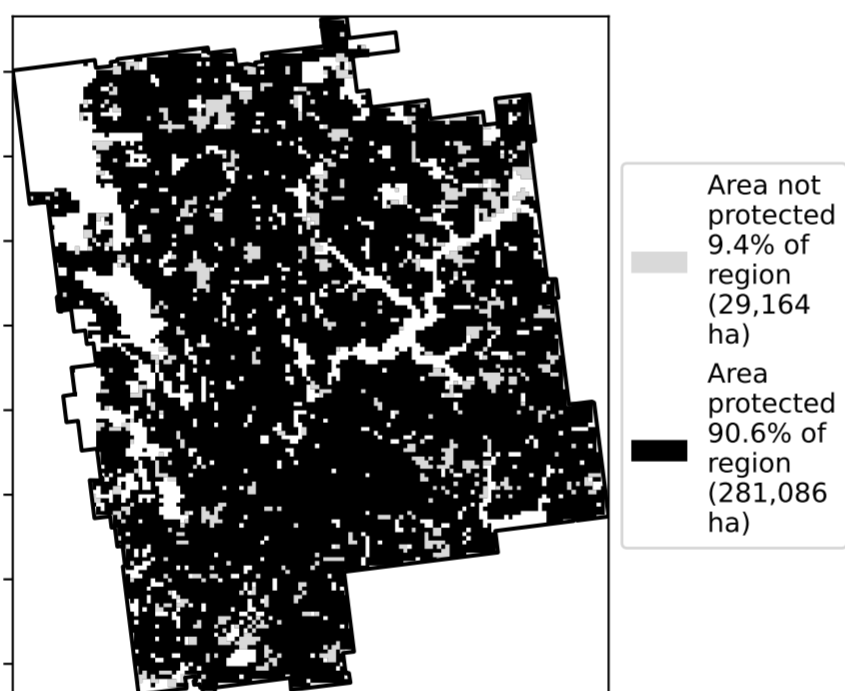 Area not
protected
9.4% of
region
(29,164
ha)
Area
protected
90.6% of
region
(281,086
ha)